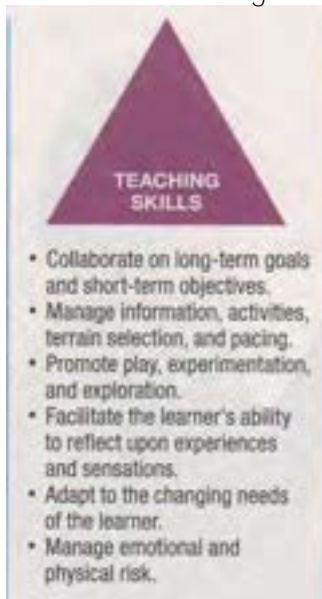 TEACHING
SKILLS
• Collaborate on long-term goals
and short-term objectives.
• Manage information, activities,
terrain selection, and pacing.
• Promote play, experimentation,
and exploration.
• Facilitate the learner's ability
to reflect upon experiences
and sensations.
• Adapt to the changing needs
of the learner.
• Manage emotional and
physical risk.